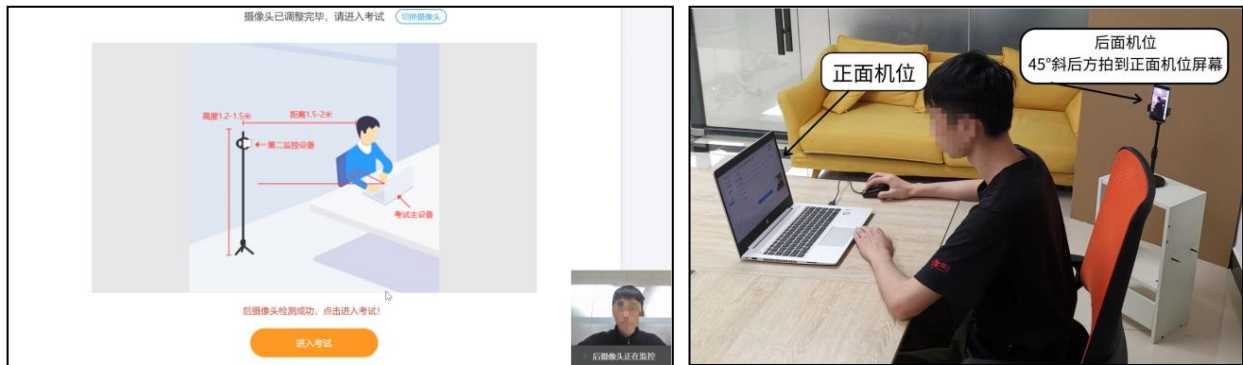 摄像头已调整完毕，请进入考试
切换摄像头
高度1.2-1.5米
距离1.5-2米
第二监控设备
考试主设备
后摄像头检测成功，点击进入考试！
进入考试
后摄像头正在监控
正面机位
后面机位
45°斜后方拍到正面机位屏幕